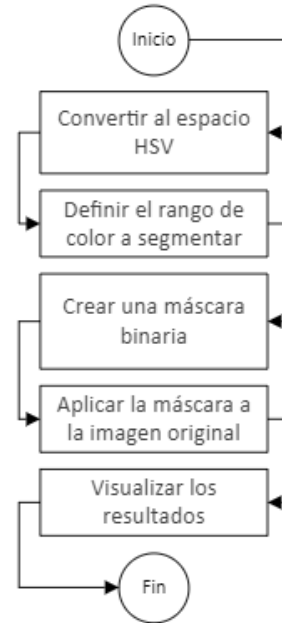 Inicio
Convertir al espacio
HSV
Definir el rango de
color a segmentar
Crear una máscara
binaria
Aplicar la máscara a
la imagen original
Visualizar los
resultados
Fin